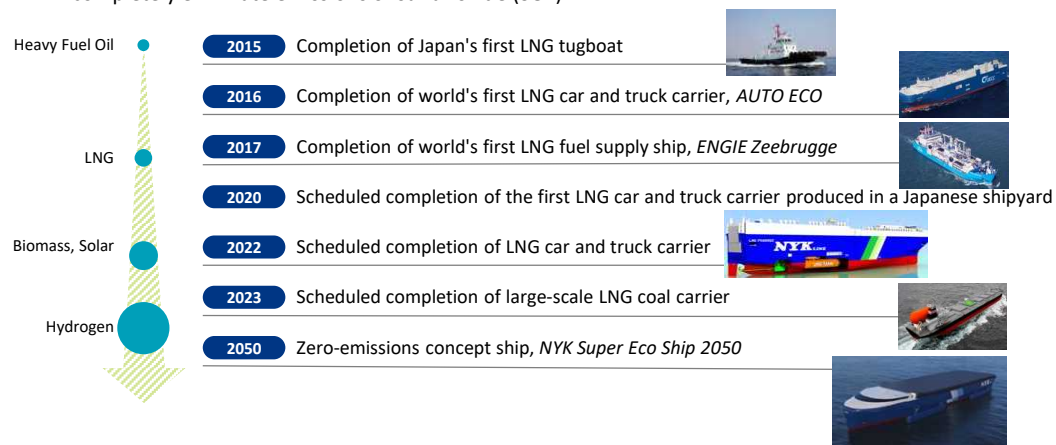 Heavy Fuel Oil
2015 Completion of Japan's first LNG tugboat
2016 Completion of world's first LNG car and truck carrier, AUTO ECO
LNG
2017 Completion of world's first LNG fuel supply ship, ENGIE Zeebrugge
2020 Scheduled completion of the first LNG car and truck carrier produced in a Japanese shipyard
Biomass, Solar
2022 Scheduled completion of LNG car and truck carrier
NYK LINE
2023 Scheduled completion of large-scale LNG coal carrier
Hydrogen
2050 Zero-emissions concept ship, NYK Super Eco Ship 2050